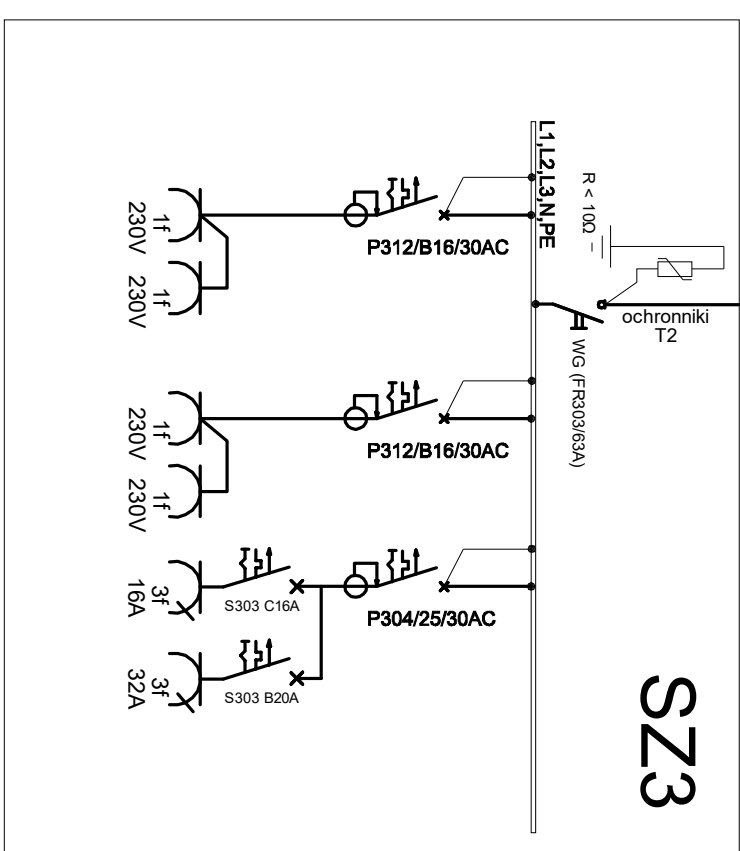 SZ3
L1,L2,L3,N,PE
R < 10Ω
ochronniki
T2
WG (FR303/63A)
P312/B16/30AC
1f
230V
1f
230V
P312/B16/30AC
1f
230V
1f
230V
P304/25/30AC
S303 C16A
3f
16A
S303 B20A
3f
32A